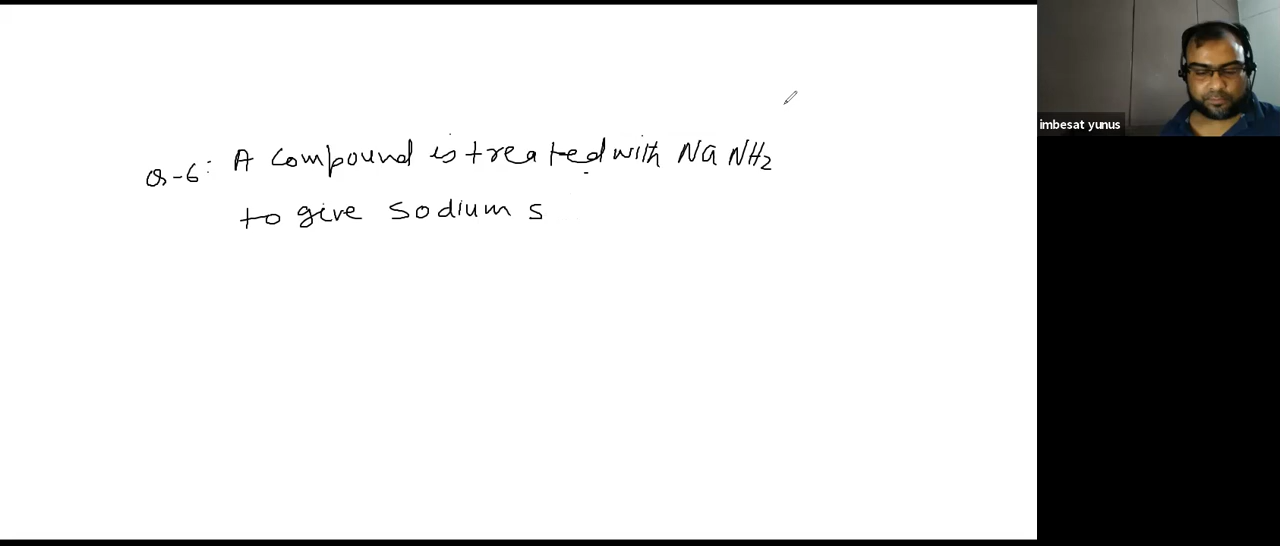 Q-6: A compound is treated with NaNH2
to give sodium s
imbesat yunus